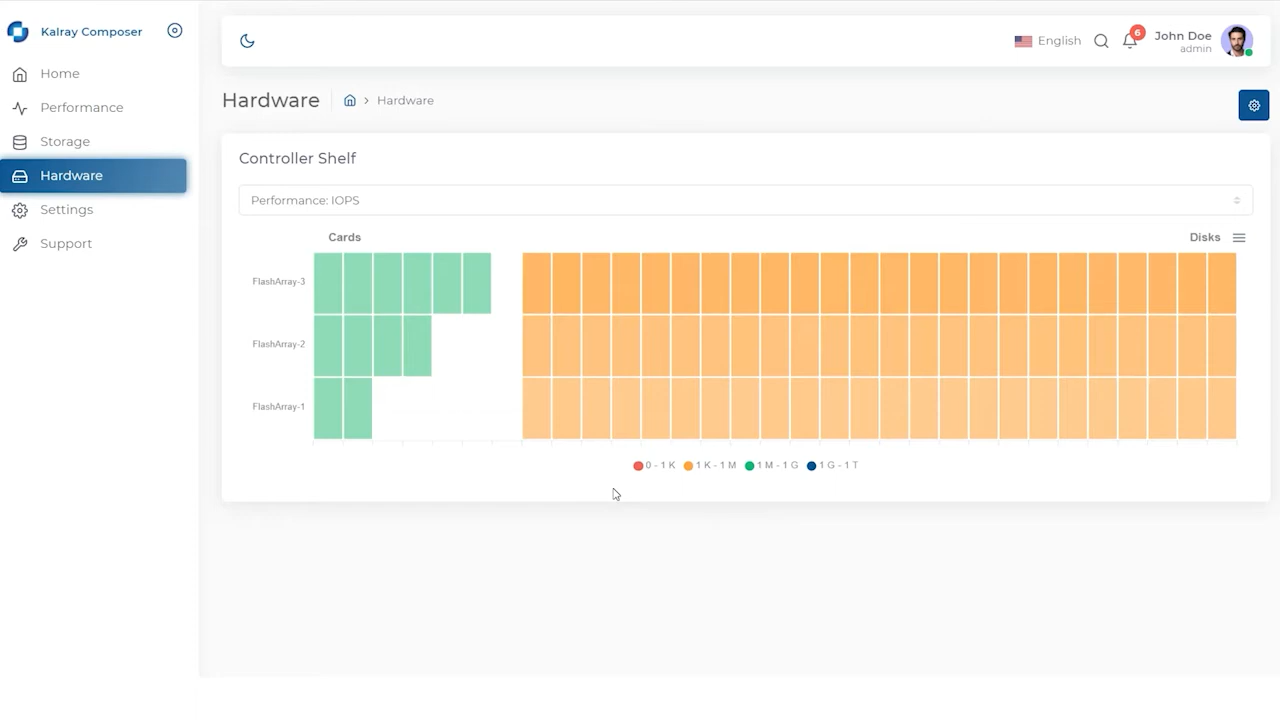 Kalray Composer
Home
Performance
Storage
Hardware
Settings
Support
English
6
John Doe
admin
Hardware
Hardware
Controller Shelf
Performance: IOPS
Cards
Disks
FlashArray-3
FlashArray-2
FlashArray-1
0 - 1 K 1 K - 1 M 1 M - 1 G 1 G - 1 T